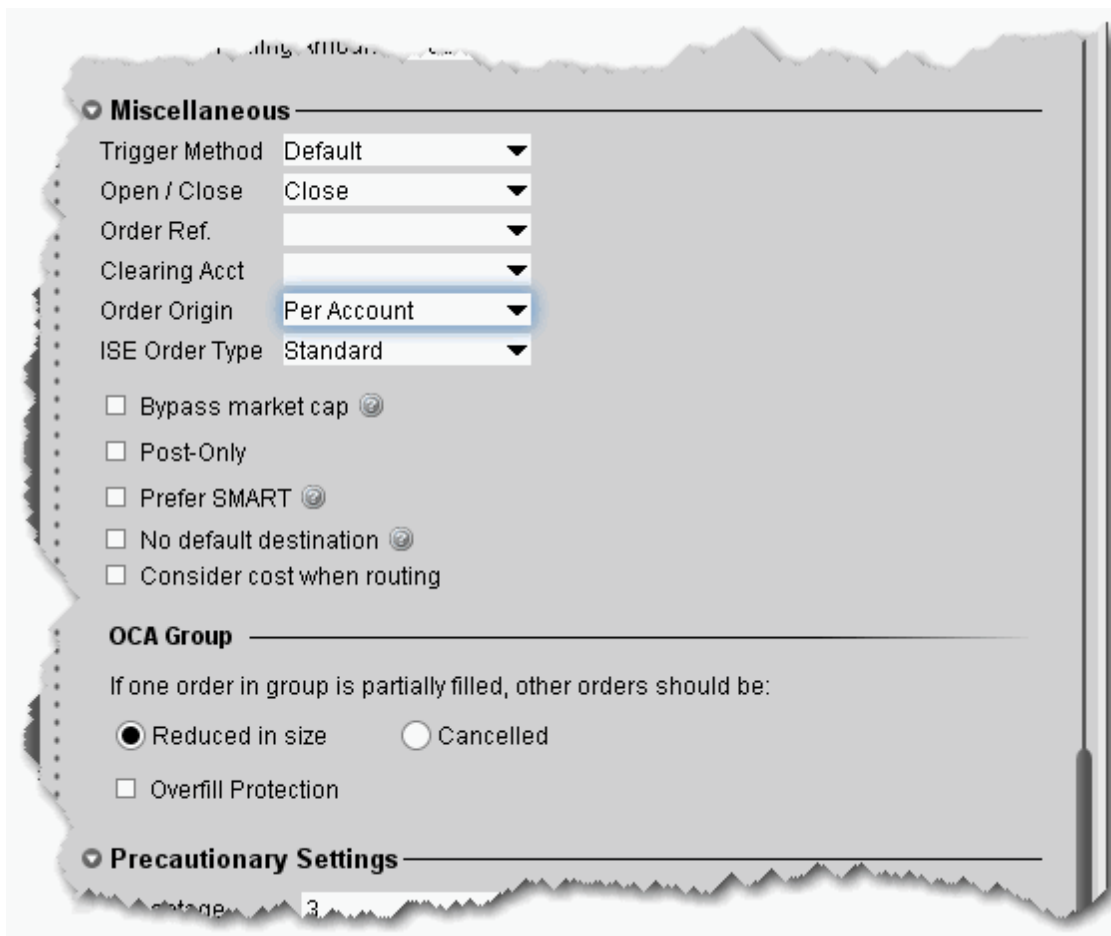 Miscellaneous
Trigger Method Default
Open / Close Close
Order Ref.
Clearing Acct
Order Origin Per Account
ISE Order Type Standard
Bypass market cap
Post-Only
Prefer SMART
No default destination
Consider cost when routing
OCA Group
If one order in group is partially filled, other orders should be:
Reduced in size Cancelled
Overfill Protection
Precautionary Settings
3